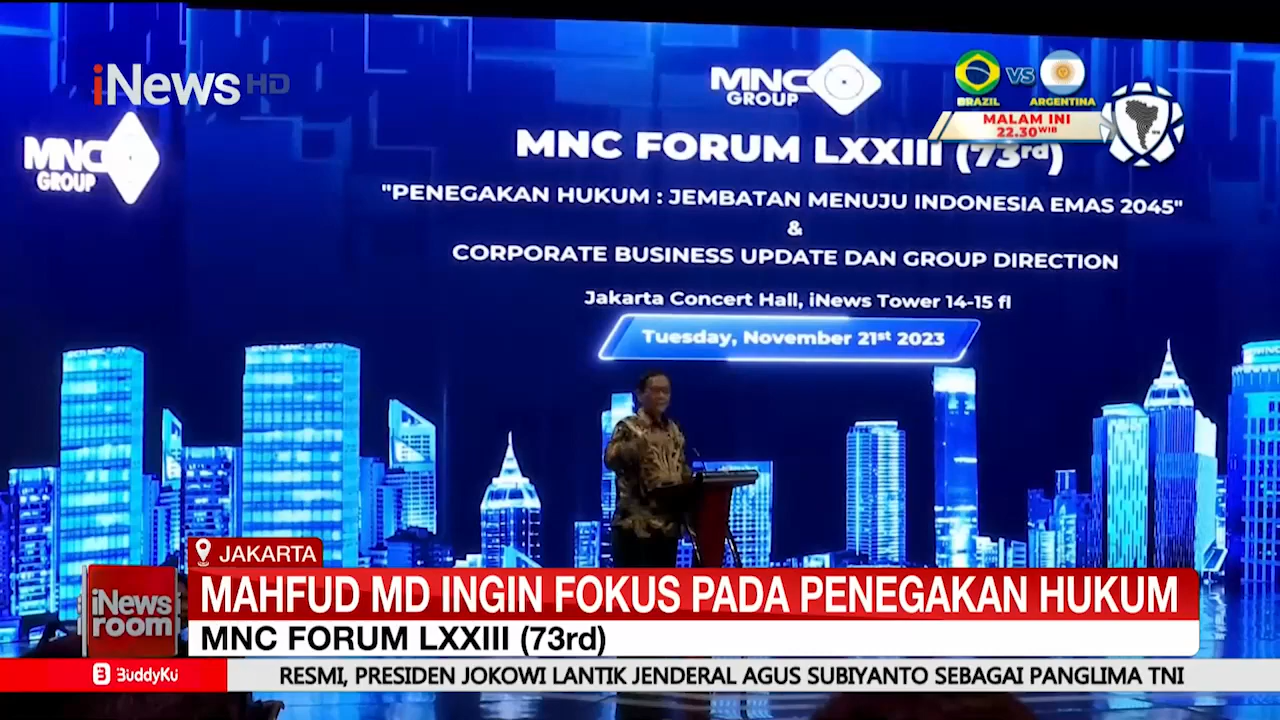 iNews HD
MNC
GROUP
MNC
GROUP
BRAZIL VS ARGENTINA
MALAM INI
22.30 WIB
MNC FORUM LXXIII (73rd)
"PENEGAKAN HUKUM : JEMBATAN MENUJU INDONESIA EMAS 2045"
&
CORPORATE BUSINESS UPDATE DAN GROUP DIRECTION
Jakarta Concert Hall, iNews Tower 14-15 fl
Tuesday, November 21st 2023
JAKARTA
iNews
room
MAHFUD MD INGIN FOKUS PADA PENEGAKAN HUKUM
MNC FORUM LXXIII (73rd)
BuddyKu
RESMI, PRESIDEN JOKOWI LANTIK JENDERAL AGUS SUBIYANTO SEBAGAI PANGLIMA TNI